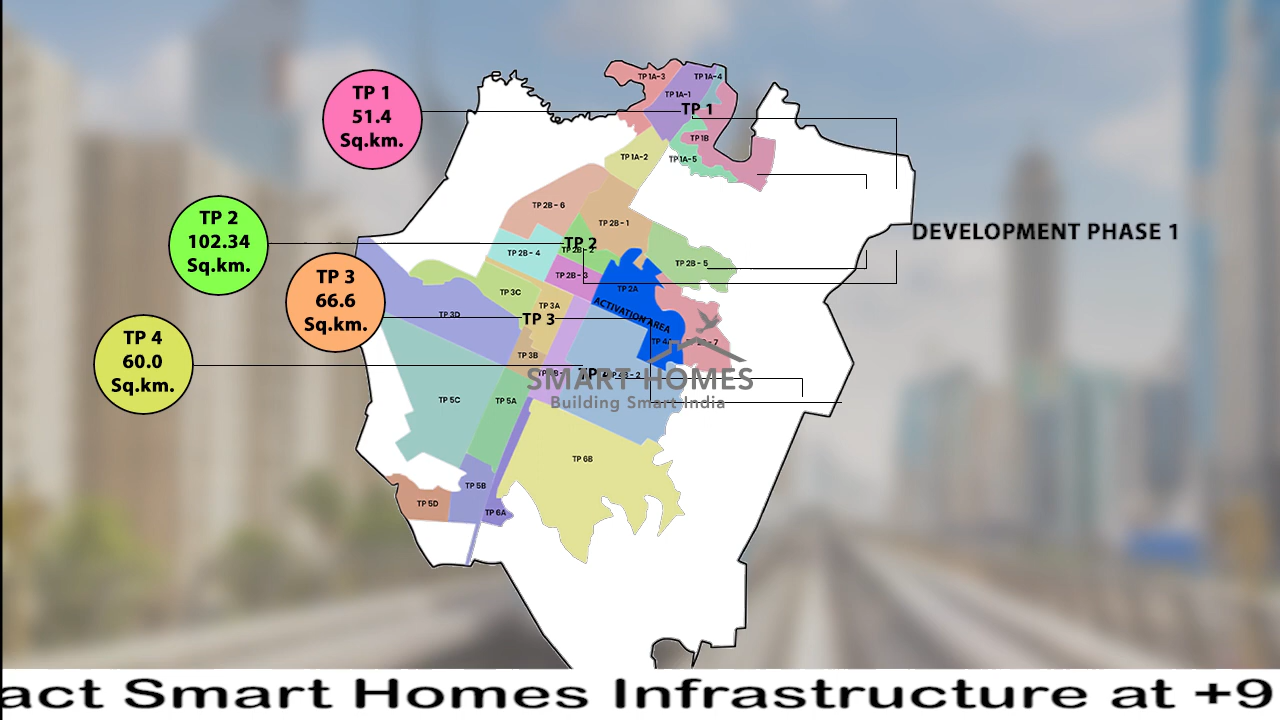 TP 1
51.4
Sq.km.
TP 2
102.34
Sq.km.
TP 3
66.6
Sq.km.
TP 4
60.0
Sq.km.
TP 1A-3
TP 1A-4
TP 1A-1
TP 1
TP 1B
TP 1A-5
TP 1A-2
TP 2B - 6
TP 2B - 1
TP 2
TP 2B - 2
TP 2B - 4
TP 2B - 5
TP 2B - 3
TP 2A
TP 3C
TP 3A
ACTIVATION AREA
TP 3D
TP 3
TP 3B
SMART HOMES
Building Smart India
TP 5C
TP 5A
TP 6B
TP 5B
TP 5D
TP 6A
DEVELOPMENT PHASE 1
act Smart Homes Infrastructure at +9